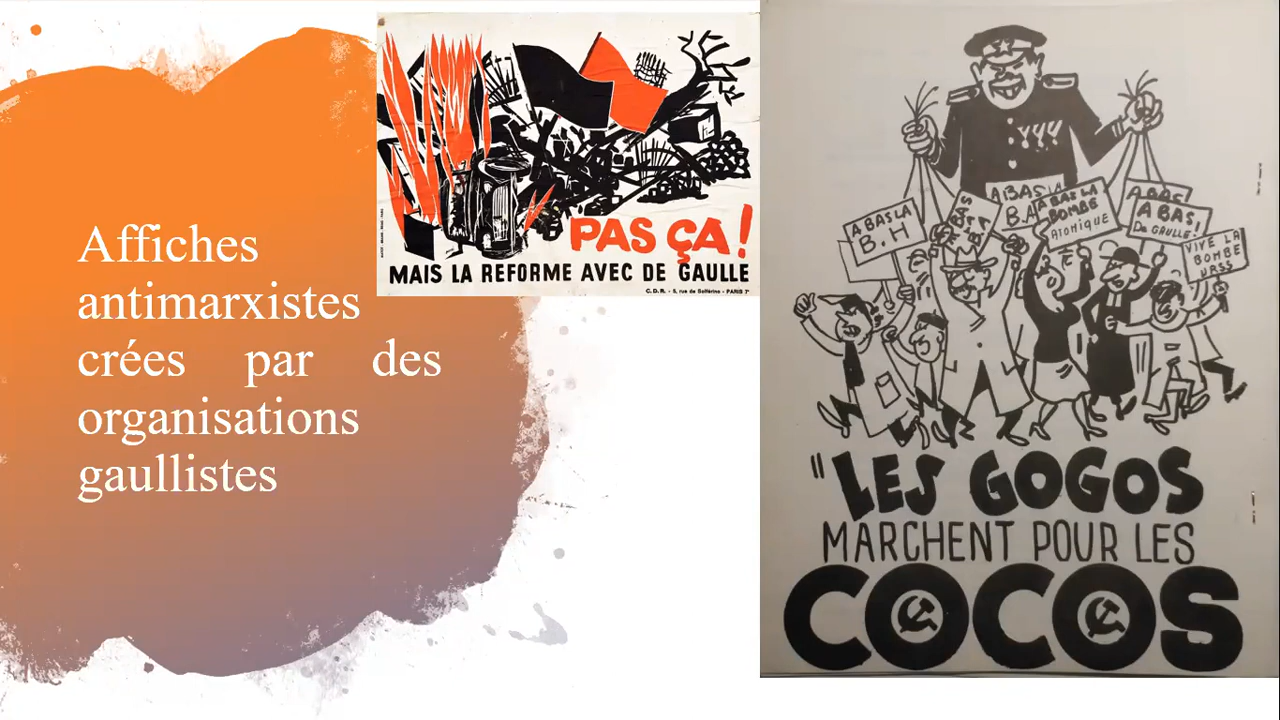 Affiches
antimarxistes
crées par des
organisations
gaullistes
PAS ÇA !
MAIS LA REFORME AVEC DE GAULLE
C.D.R. - 5, rue de Solférino - PARIS 7e
A BAS LA
B.H
A BAS
A BAS LA
BOMBE
ATOMIQUE
A BAS
A BAS!
De GAULLE!
VIVE LA
BOMBE
URSS
"LES GOGOS
MARCHENT POUR LES
COCOS